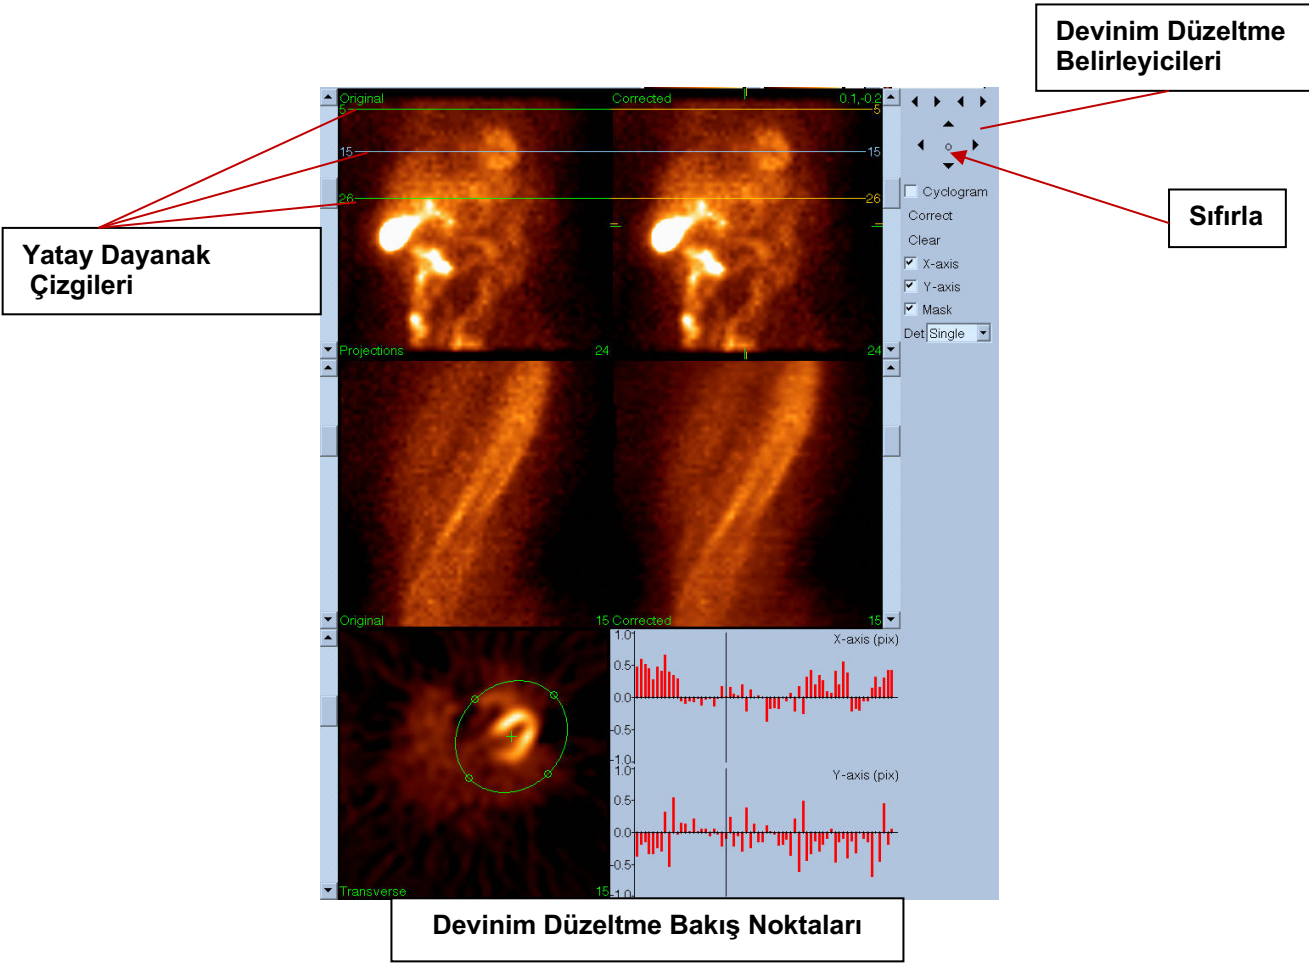 Devinim Düzeltme
Belirleyicileri
Original
Corrected
0.1,-0.2
5
5
15
15
26
26
Cyclogram
Correct
Clear
X-axis
Y-axis
Mask
Det Single
Sıfırla
Yatay Dayanak
Çizgileri
Projections
24
24
Original
15
Corrected
15
1.0
X-axis (pix)
0.5
0.0
-0.5
-1.0
1.0
Y-axis (pix)
0.5
0.0
-0.5
-1.0
Transverse
15
Devinim Düzeltme Bakış Noktaları